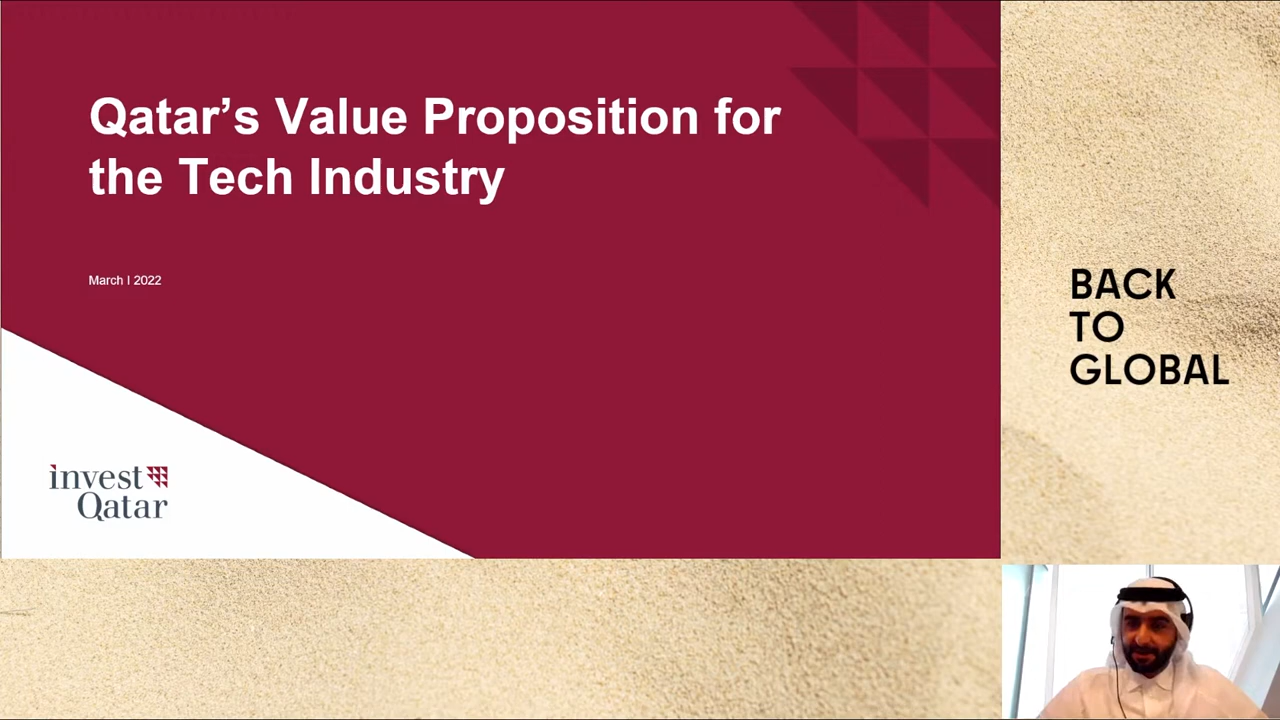 Qatar’s Value Proposition for
the Tech Industry
March | 2022
invest
Qatar
BACK
TO
GLOBAL